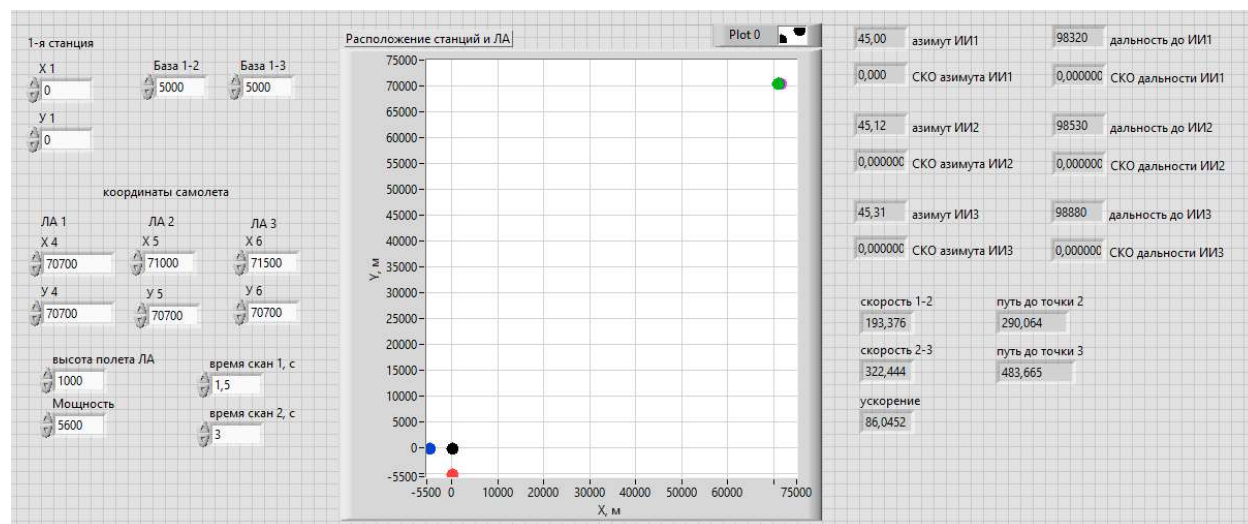 1-я станция
X 1
0
База 1-2
5000
База 1-3
5000
У 1
0
координаты самолета
ЛА 1
ЛА 2
ЛА 3
X 4
X 5
X 6
70700
71000
71500
У 4
У 5
У 6
70700
70700
70700
высота полета ЛА
1000
время скан 1, с
1,5
Мощность
5600
время скан 2, с
3
Расположение станций и ЛА
Plot 0
75000
70000
65000
60000
55000
50000
45000
40000
35000
30000
25000
20000
15000
10000
5000
0
-5500
Y, м
-5500 0 10000 20000 30000 40000 50000 60000 75000
X, м
45,00 азимут ИИ1
98320 дальность до ИИ1
0,000 СКО азимута ИИ1
0,000000 СКО дальности ИИ1
45,12 азимут ИИ2
98530 дальность до ИИ2
0,000000 СКО азимута ИИ2
0,000000 СКО дальности ИИ2
45,31 азимут ИИ3
98880 дальность до ИИ3
0,000000 СКО азимута ИИ3
0,000000 СКО дальности ИИ3
скорость 1-2
193,376
путь до точки 2
290,064
скорость 2-3
322,444
путь до точки 3
483,665
ускорение
86,0452